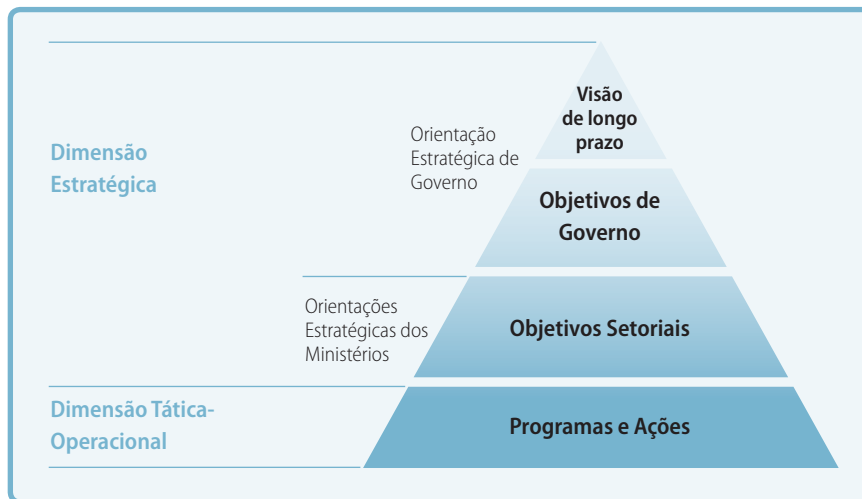 Visão
de longo
prazo
Orientação
Estratégica de
Governo
Dimensão
Estratégica
Objetivos de
Governo
Orientações
Estratégicas dos
Ministérios
Objetivos Setoriais
Dimensão Tática-
Operacional
Programas e Ações